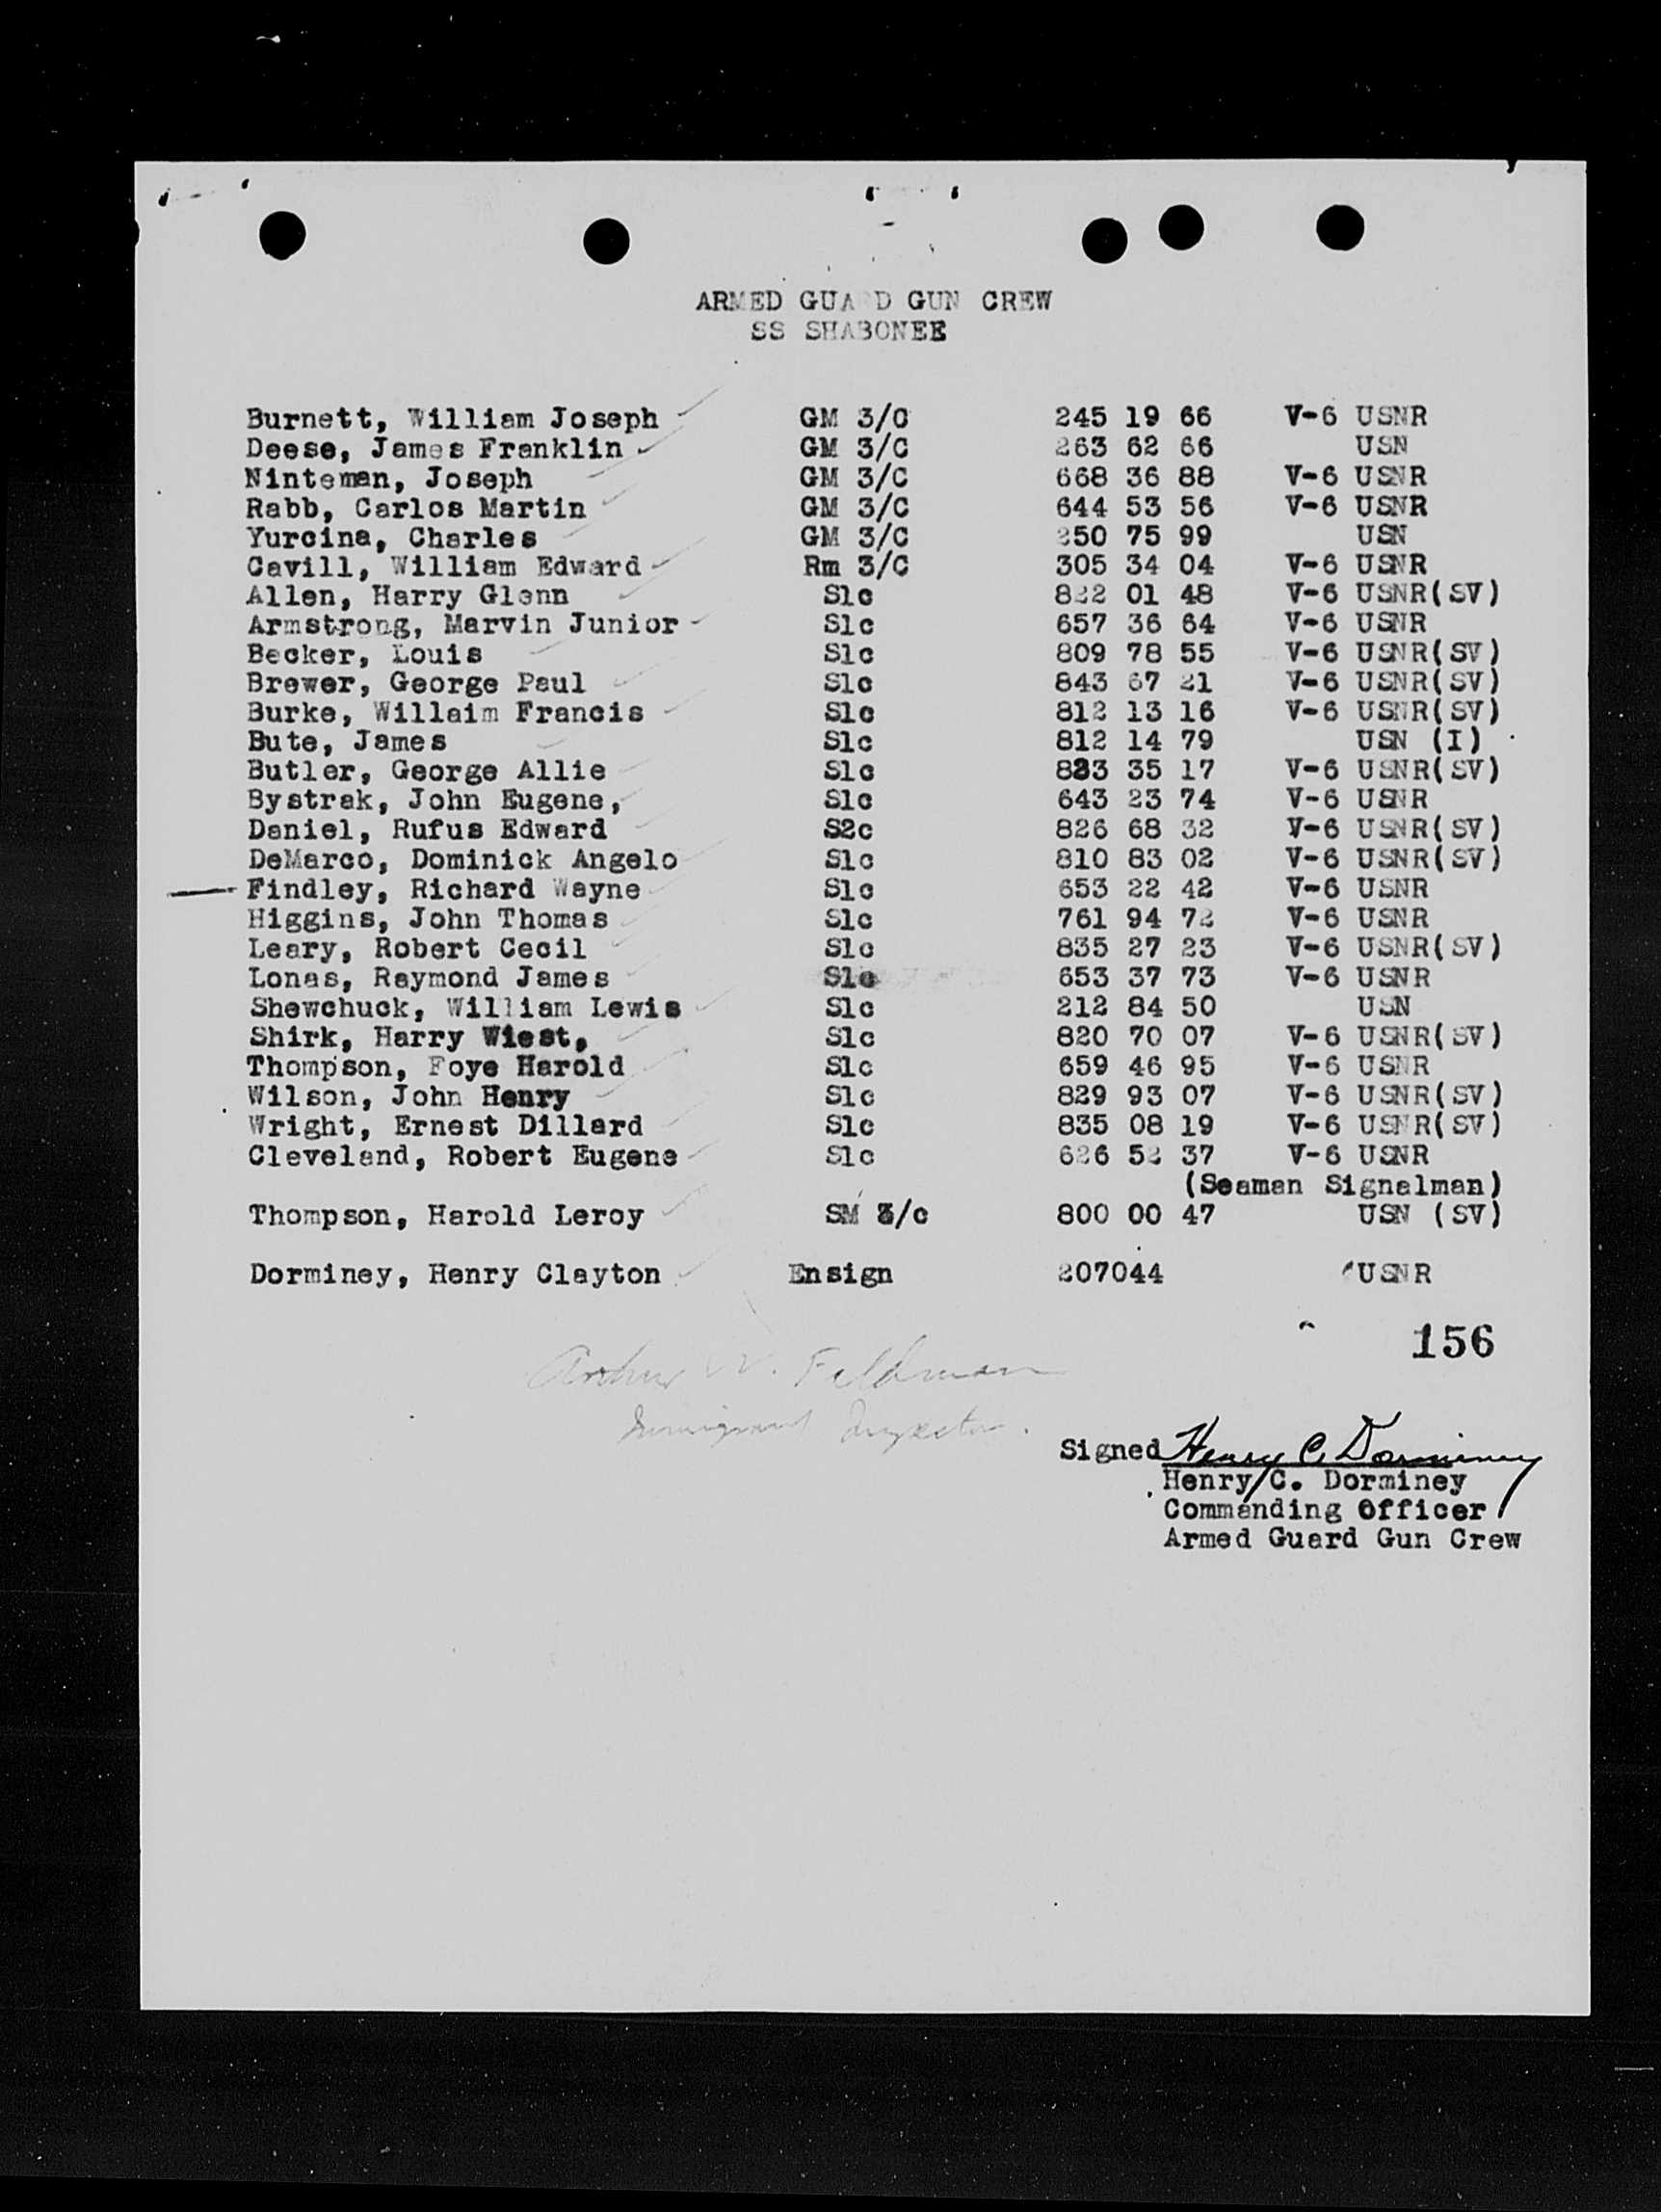 ARMED GUARD GUN CREW
SS SHABONEE
Burnett, William Joseph GM 3/C 245 19 66 V-6 USNR
Deese, James Franklin GM 3/C 263 62 66 USN
Ninteman, Joseph GM 3/C 668 36 88 V-6 USNR
Rabb, Carlos Martin GM 3/C 644 53 56 V-6 USNR
Yurcina, Charles GM 3/C 250 75 99 USN
Cavill, William Edward Rm 3/C 305 34 04 V-6 USNR
Allen, Harry Glenn S1c 822 01 48 V-6 USNR(SV)
Armstrong, Marvin Junior S1c 657 36 64 V-6 USNR
Becker, Louis S1c 809 78 55 V-6 USNR(SV)
Brewer, George Paul S1c 843 67 21 V-6 USNR(SV)
Burke, Willaim Francis S1c 812 13 16 V-6 USNR(SV)
Bute, James S1c 812 14 79 USN (I)
Butler, George Allie S1c 833 35 17 V-6 USNR(SV)
Bystrak, John Eugene, S1c 643 23 74 V-6 USNR
Daniel, Rufus Edward S2c 826 68 32 V-6 USNR(SV)
DeMarco, Dominick Angelo S1c 810 83 02 V-6 USNR(SV)
Findley, Richard Wayne S1c 653 22 42 V-6 USNR
Higgins, John Thomas S1c 761 94 72 V-6 USNR
Leary, Robert Cecil S1c 835 27 23 V-6 USNR(SV)
Lonas, Raymond James S1c 653 37 73 V-6 USNR
Shewchuck, William Lewis S1c 212 84 50 USN
Shirk, Harry Wiest, S1c 820 70 07 V-6 USNR(SV)
Thompson, Foye Harold S1c 659 46 95 V-6 USNR
Wilson, John Henry S1c 829 93 07 V-6 USNR(SV)
Wright, Ernest Dillard S1c 835 08 19 V-6 USNR(SV)
Cleveland, Robert Eugene S1c 626 52 37 V-6 USNR
(Seaman Signalman)
Thompson, Harold Leroy SM 3/c 800 00 47 USN (SV)
Dorminey, Henry Clayton Ensign 207044 USNR
156
Arthur W. Feldman
Immigrant Inspector.
Signed Henry C. Dorminey
Henry C. Dorminey
Commanding Officer
Armed Guard Gun Crew